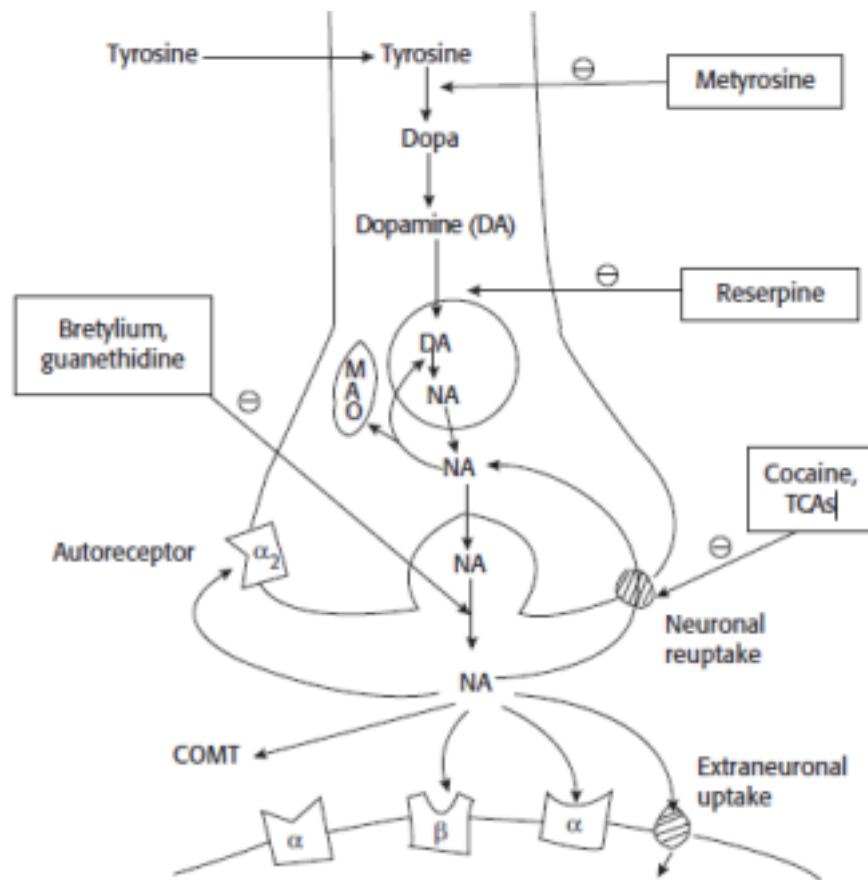 Tyrosine
Tyrosine
Metyrosine
Dopa
Dopamine (DA)
Reserpine
Bretylium,
guanethidine
DA
MAO
NA
NA
Cocaine,
TCAs
Autoreceptor
α2
NA
Neuronal
reuptake
NA
COMT
Extraneuronal
uptake
α
β
α